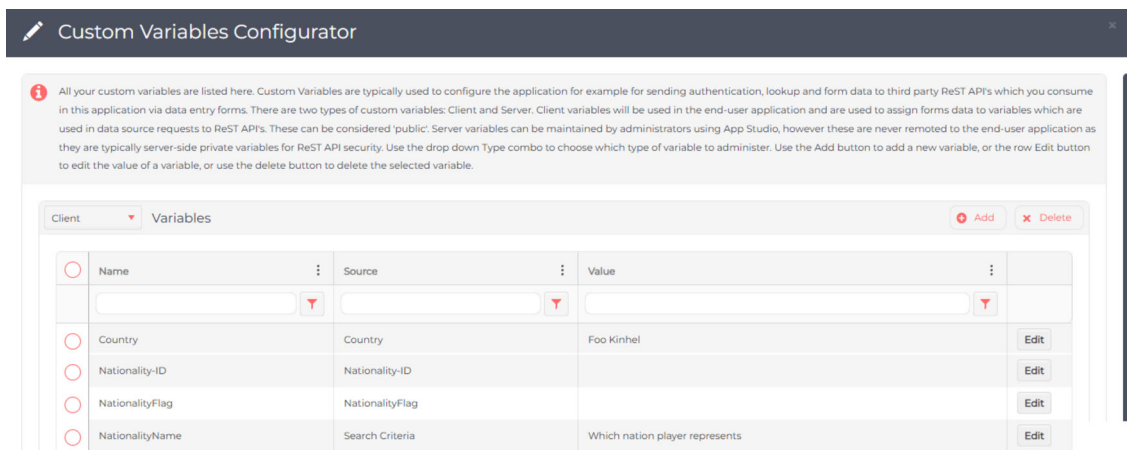 Custom Variables Configurator
All your custom variables are listed here. Custom Variables are typically used to configure the application for example for sending authentication, lookup and form data to third party ReST API's which you consume
in this application via data entry forms. There are two types of custom variables: Client and Server. Client variables will be used in the end-user application and are used to assign forms data to variables which are
used in data source requests to ReST API's. These can be considered 'public'. Server variables can be maintained by administrators using App Studio, however these are never remoted to the end-user application as
they are typically server-side private variables for ReST API security. Use the drop down Type combo to choose which type of variable to administer. Use the Add button to add a new variable, or the row Edit button
to edit the value of a variable, or use the delete button to delete the selected variable.
Client Variables Add Delete
Name Source Value
Country Country Foo Kinhel Edit
Nationality-ID Nationality-ID Edit
NationalityFlag NationalityFlag Edit
NationalityName Search Criteria Which nation player represents Edit